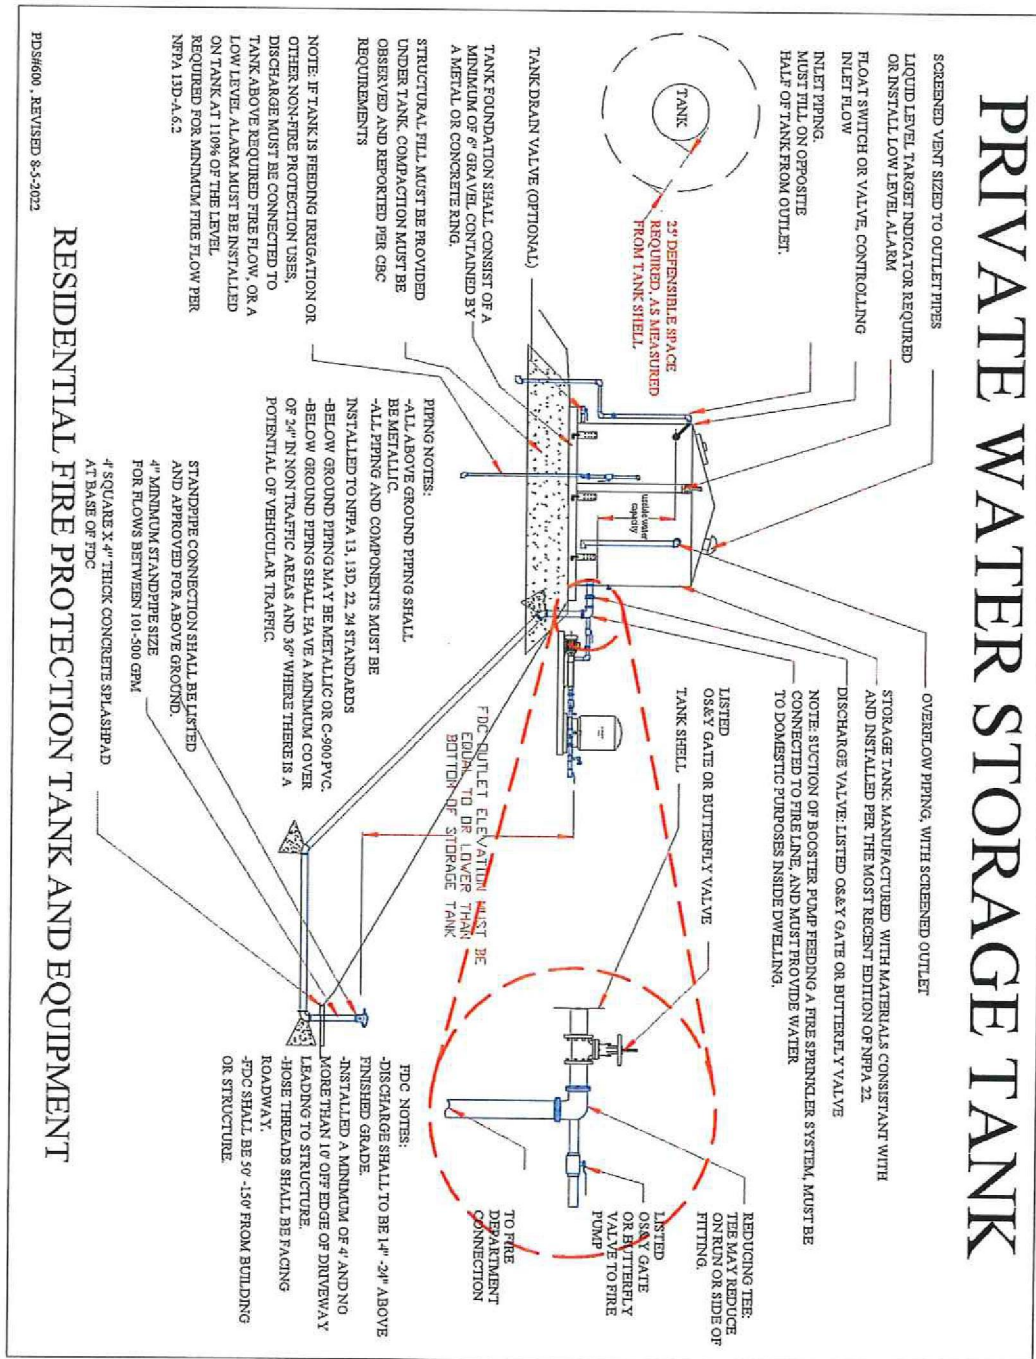 PRIVATE WATER STORAGE TANK
SCREENED VENT SIZED TO OUTLET PIPES
LIQUID LEVEL TARGET INDICATOR REQUIRED
OR INSTALL LOW LEVEL ALARM
FLOAT SWITCH OR VALVE, CONTROLLING
INLET FLOW
INLET PIPING.
MUST FILL ON OPPOSITE
HALF OF TANK FROM OUTLET.
TANK
25' DEFENSIBLE SPACE
REQUIRED, AS MEASURED
FROM TANK SHELL
TANK DRAIN VALVE (OPTIONAL)
TANK FOUNDATION SHALL CONSIST OF A
MINIMUM OF 6" GRAVEL CONTAINED BY
A METAL OR CONCRETE RING.
STRUCTURAL FILL MUST BE PROVIDED
UNDER TANK. COMPACTION MUST BE
OBSERVED AND REPORTED PER CBC
REQUIREMENTS
NOTE: IF TANK IS FEEDING IRRIGATION OR
OTHER NON-FIRE PROTECTION USES,
DISCHARGE MUST BE CONNECTED TO
TANK ABOVE REQUIRED FIRE FLOW, OR A
LOW LEVEL ALARM MUST BE INSTALLED
ON TANK AT 110% OF THE LEVEL
REQUIRED FOR MINIMUM FIRE FLOW PER
NFPA 13D-A.6.2
usable water
capacity
OVERFLOW PIPING, WITH SCREENED OUTLET
STORAGE TANK: MANUFACTURED WITH MATERIALS CONSISTANT WITH
AND INSTALLED PER THE MOST RECENT EDITION OF NFPA 22.
DISCHARGE VALVE: LISTED OS&Y GATE OR BUTTERFLY VALVE
NOTE: SUCTION OF BOOSTER PUMP FEEDING A FIRE SPRINKLER SYSTEM, MUST BE
CONNECTED TO FIRE LINE, AND MUST PROVIDE WATER
TO DOMESTIC PURPOSES INSIDE DWELLING.
LISTED
OS&Y GATE OR BUTTERFLY VALVE
TANK SHELL
REDUCING TEE:
TEE MAY REDUCE
ON RUN OR SIDE OF
FITTING.
LISTED
OS&Y GATE
OR BUTTERFLY
VALVE TO FIRE
PUMP
TO FIRE
DEPARTMENT
CONNECTION
FDC OUTLET ELEVATION MUST BE
EQUAL TO OR LOWER THAN
BOTTOM OF STORAGE TANK
PIPING NOTES:
-ALL ABOVE GROUND PIPING SHALL
BE METALLIC.
-ALL PIPING AND COMPONENTS MUST BE
INSTALLED TO NFPA 13, 13D, 22, 24 STANDARDS
-BELOW GROUND PIPING MAY BE METALLIC OR C-900 PVC.
-BELOW GROUND PIPING SHALL HAVE A MINIMUM COVER
OF 24" IN NON TRAFFIC AREAS AND 36" WHERE THERE IS A
POTENTIAL OF VEHICULAR TRAFFIC.
STANDPIPE CONNECTION SHALL BE LISTED
AND APPROVED FOR ABOVE GROUND.
4" MINIMUM STANDPIPE SIZE
FOR FLOWS BETWEEN 101-500 GPM
4' SQUARE X 4" THICK CONCRETE SPLASHPAD
AT BASE OF FDC
FDC NOTES:
-DISCHARGE SHALL TO BE 14" -24" ABOVE
FINISHED GRADE.
-INSTALLED A MINIMUM OF 4' AND NO
MORE THAN 10' OFF EDGE OF DRIVEWAY
LEADING TO STRUCTURE.
-HOSE THREADS SHALL BE FACING
ROADWAY.
-FDC SHALL BE 50' -150' FROM BUILDING
OR STRUCTURE.
RESIDENTIAL FIRE PROTECTION TANK AND EQUIPMENT
PDS#600 , REVISED 8-5-2022